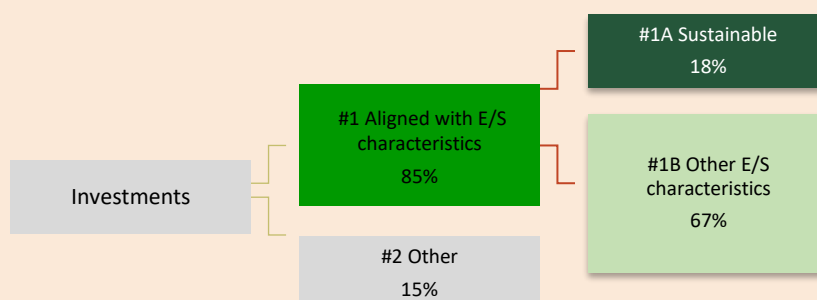 #1A Sustainable
18%
#1 Aligned with E/S
characteristics
85%
#1B Other E/S
characteristics
67%
Investments
#2 Other
15%